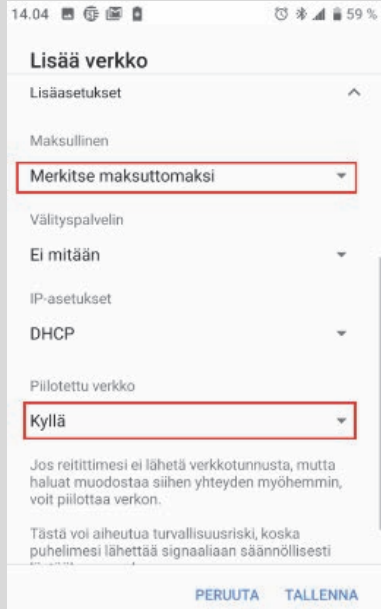 14.04
59 %
Lisää verkko
Lisäasetukset
Maksullinen
Merkitse maksuttomaksi
Välityspalvelin
Ei mitään
IP-asetukset
DHCP
Piilotettu verkko
Kyllä
Jos reitittimesi ei lähetä verkkotunnusta, mutta
haluat muodostaa siihen yhteyden myöhemmin,
voit piilottaa verkon.
Tästä voi aiheutua turvallisuusriski, koska
puhelimesi lähettää signaaliaan säännöllisesti
PERUUTA TALLENNA